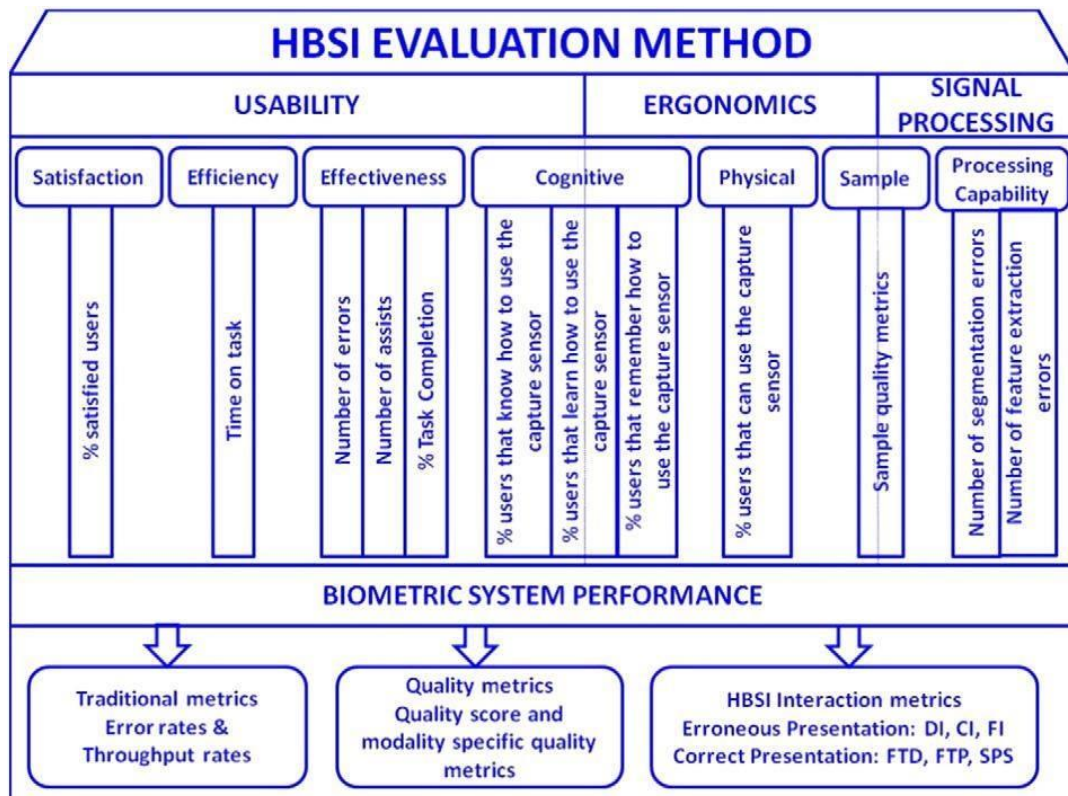 HBSI EVALUATION METHOD
USABILITY
ERGONOMICS
SIGNAL
PROCESSING
Satisfaction
Efficiency
Effectiveness
Cognitive
Physical
Sample
Processing
Capability
% satisfied users
Time on task
Number of errors
Number of assists
% Task Completion
% users that know how to use the
capture sensor
% users that learn how to use the
capture sensor
% users that remember how to
use the capture sensor
% users that can use the capture
sensor
Sample quality metrics
Number of segmentation errors
Number of feature extraction
errors
BIOMETRIC SYSTEM PERFORMANCE
Traditional metrics
Error rates &
Throughput rates
Quality metrics
Quality score and
modality specific quality
metrics
HBSI Interaction metrics
Erroneous Presentation: DI, CI, FI
Correct Presentation: FTD, FTP, SPS